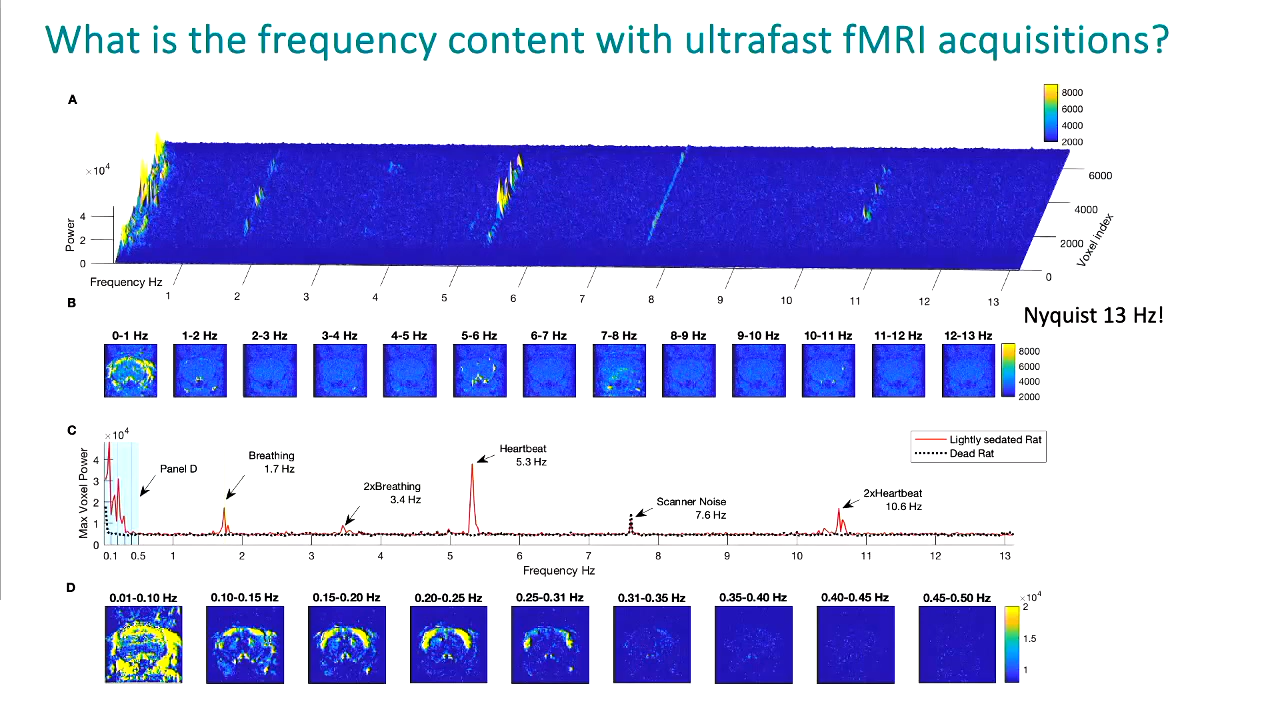 What is the frequency content with ultrafast fMRI acquisitions?
A
8000
6000
4000
2000
×10⁴
4
2
0
Power
6000
4000
2000
0
Voxel index
Frequency Hz
1 2 3 4 5 6 7 8 9 10 11 12 13
Nyquist 13 Hz!
B
0-1 Hz 1-2 Hz 2-3 Hz 3-4 Hz 4-5 Hz 5-6 Hz 6-7 Hz 7-8 Hz 8-9 Hz 9-10 Hz 10-11 Hz 11-12 Hz 12-13 Hz
8000
6000
4000
2000
C
×10⁴
4
3
2
1
0
Max Voxel Power
Panel D
Breathing
1.7 Hz
2xBreathing
3.4 Hz
Heartbeat
5.3 Hz
Scanner Noise
7.6 Hz
2xHeartbeat
10.6 Hz
Lightly sedated Rat
Dead Rat
0.1 0.5 1 2 3 4 5 6 7 8 9 10 11 12 13
Frequency Hz
D
0.01-0.10 Hz 0.10-0.15 Hz 0.15-0.20 Hz 0.20-0.25 Hz 0.25-0.31 Hz 0.31-0.35 Hz 0.35-0.40 Hz 0.40-0.45 Hz 0.45-0.50 Hz
×10⁴
2
1.5
1